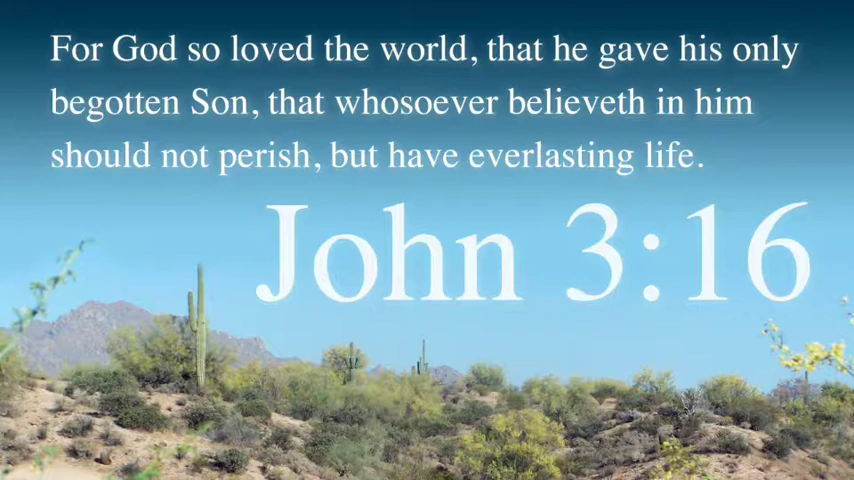 For God so loved the world, that he gave his only
begotten Son, that whosoever believeth in him
should not perish, but have everlasting life.
John 3:16